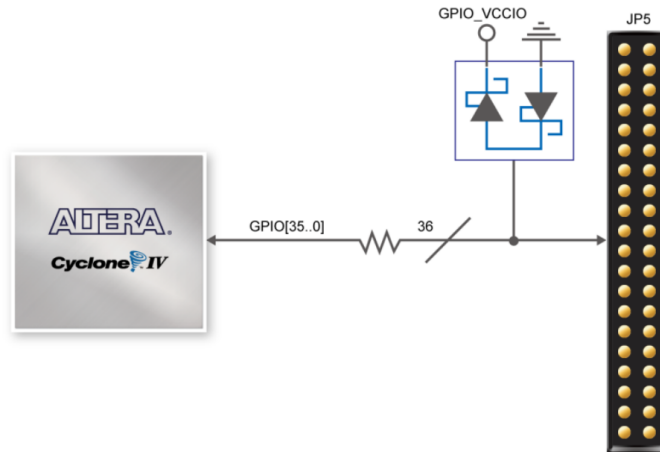 GPIO_VCCIO
JP5
ALTERA.
GPIO[35..0]
36
Cyclone IV